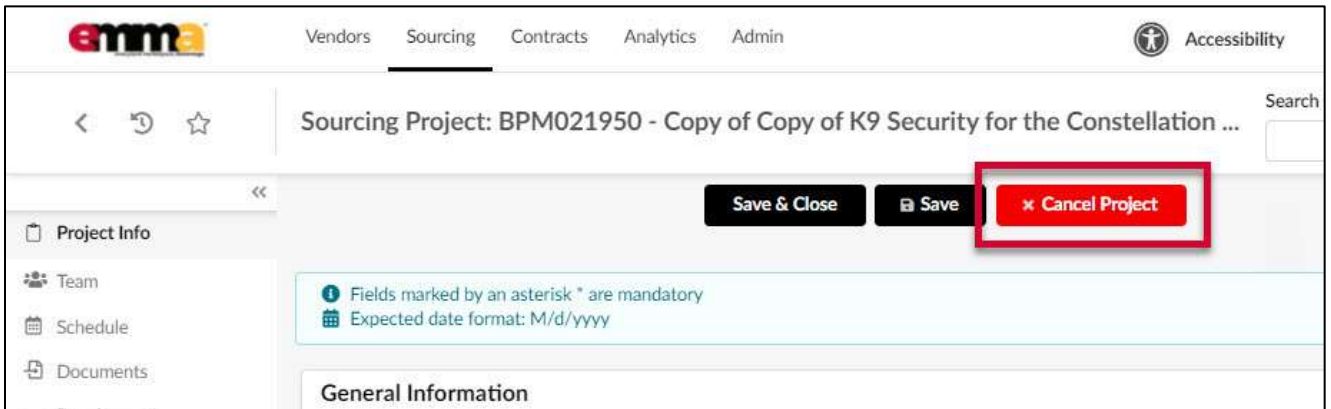 emma
Vendors Sourcing Contracts Analytics Admin Accessibility
Sourcing Project: BPM021950 - Copy of Copy of K9 Security for the Constellation ...
Search
Save & Close Save Cancel Project
Project Info
Team
Schedule
Documents
Fields marked by an asterisk * are mandatory
Expected date format: M/d/yyyy
General Information